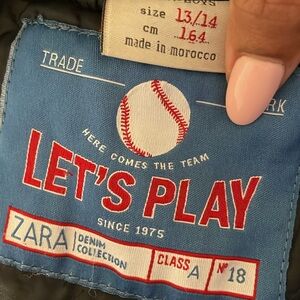 size 13/14
cm 164
made in morocco
TRADE
RK
HERE COMES THE TEAM
LET'S PLAY
SINCE 1975
ZARA DENIM COLLECTION
CLASS A
Nº 18